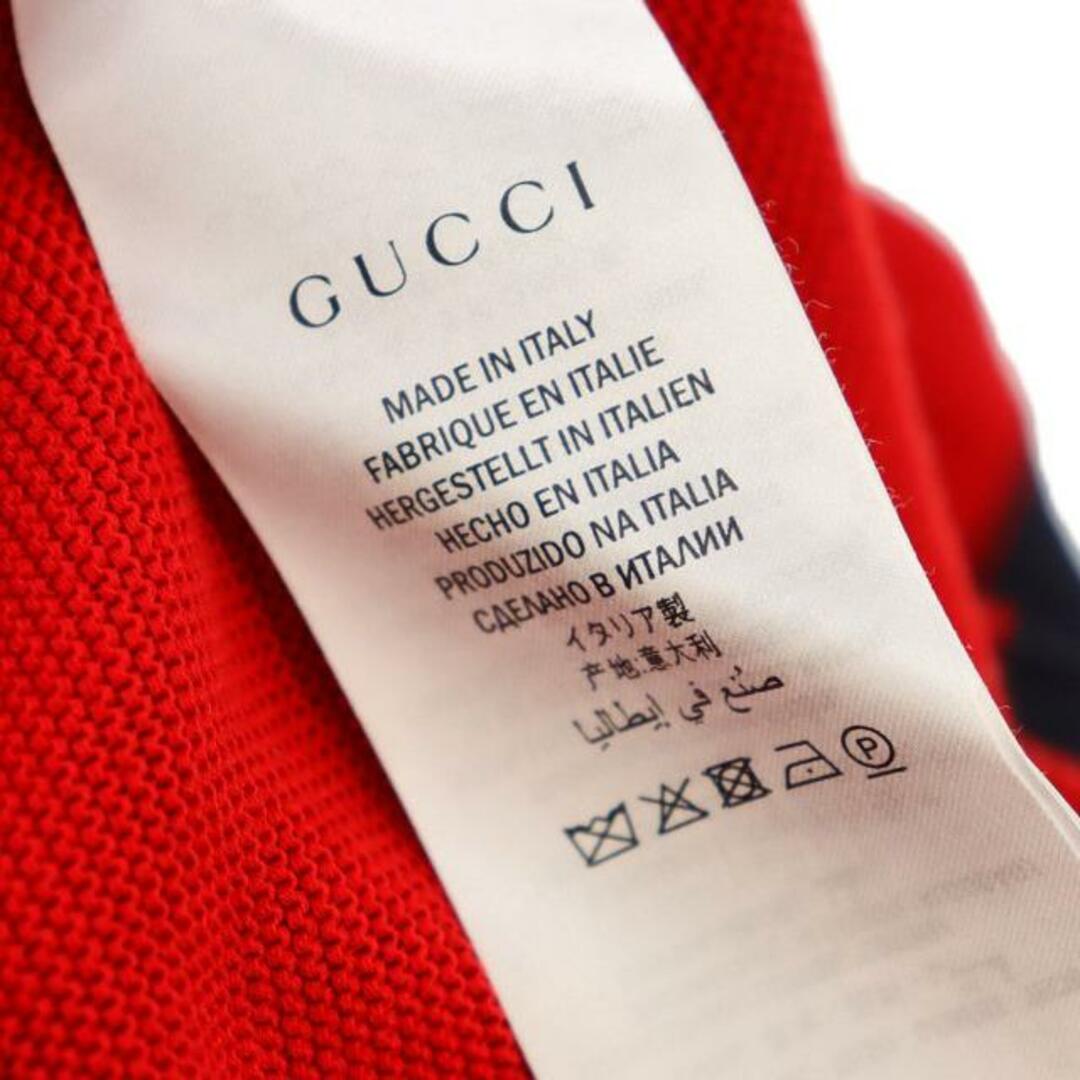 GUCCI
MADE IN ITALY
FABRIQUE EN ITALIE
HERGESTELLT IN ITALIEN
HECHO EN ITALIA
PRODUZIDO NA ITALIA
СДЕЛАНО В ИТАЛИИ
イタリア製
产地:意大利
صنع في إيطاليا
P